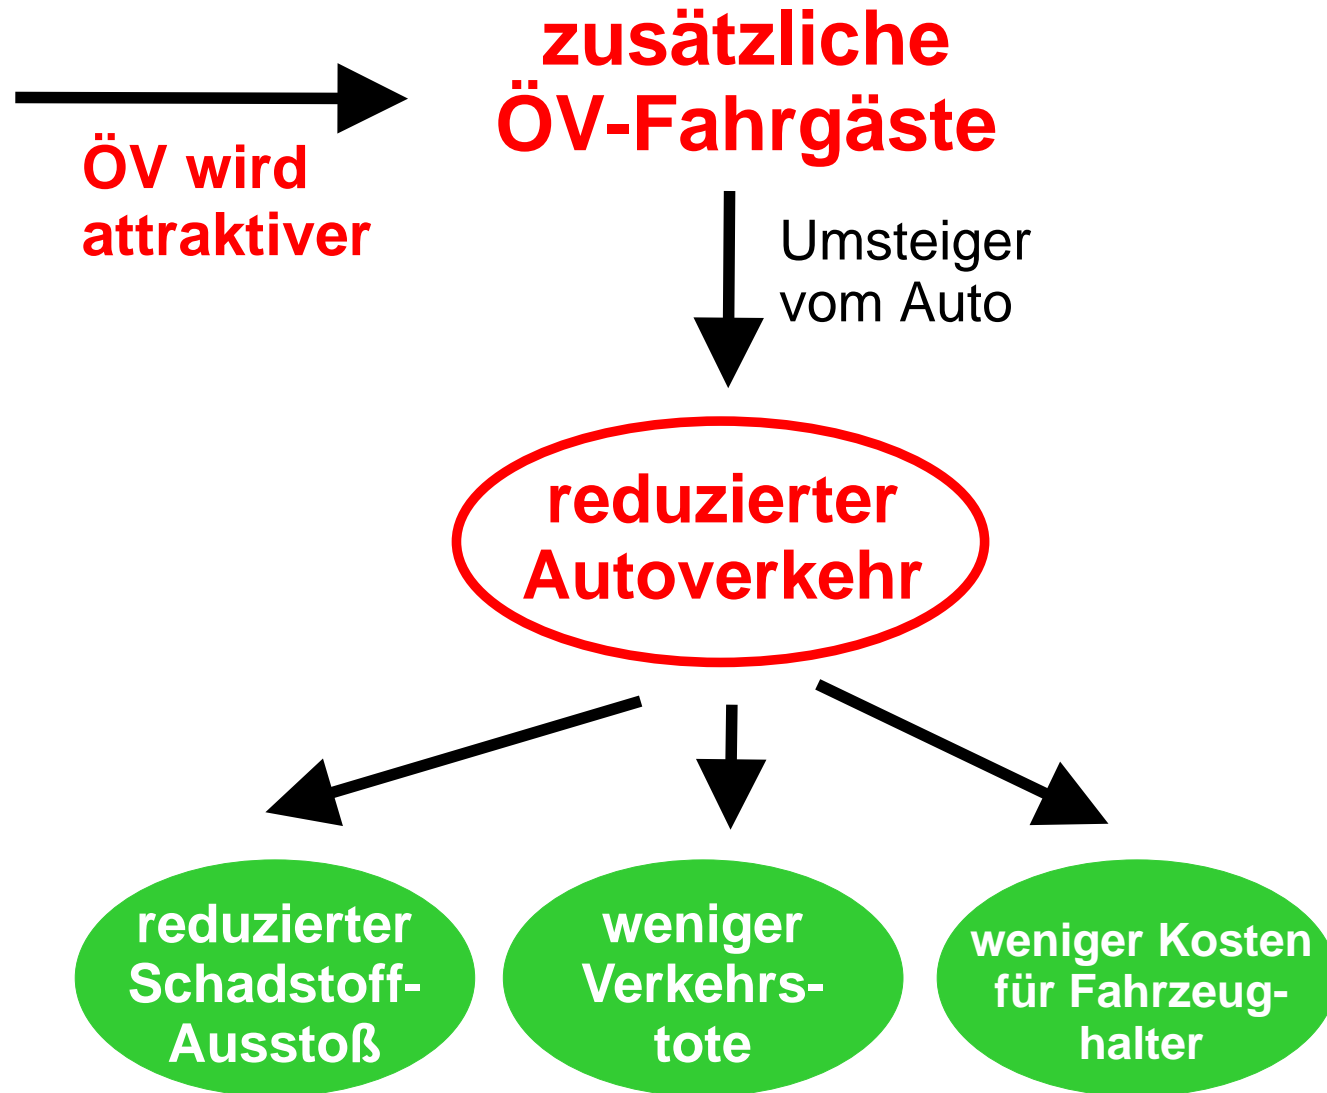 zusätzliche
ÖV-Fahrgäste
ÖV wird
attraktiver
Umsteiger
vom Auto
reduzierter
Autoverkehr
reduzierter
Schadstoff-
Ausstoß
weniger
Verkehrs-
tote
weniger Kosten
für Fahrzeug-
halter